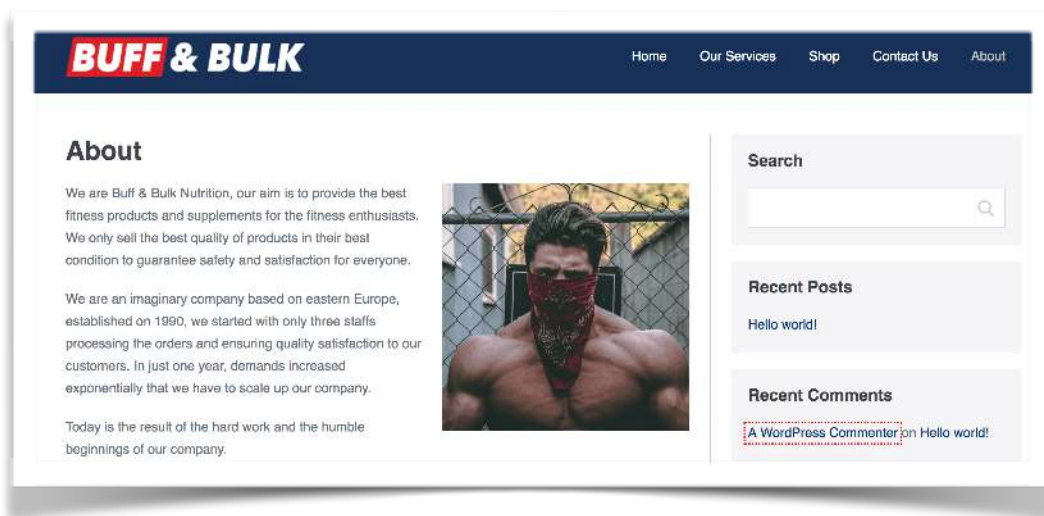 BUFF & BULK
Home Our Services Shop Contact Us About
About
We are Buff & Bulk Nutrition, our aim is to provide the best
fitness products and supplements for the fitness enthusiasts.
We only sell the best quality of products in their best
condition to guarantee safety and satisfaction for everyone.
We are an imaginary company based on eastern Europe,
established on 1990, we started with only three staffs
processing the orders and ensuring quality satisfaction to our
customers. In just one year, demands increased
exponentially that we have to scale up our company.
Today is the result of the hard work and the humble
beginnings of our company.
Search
Recent Posts
Hello world!
Recent Comments
A WordPress Commenter on Hello world!